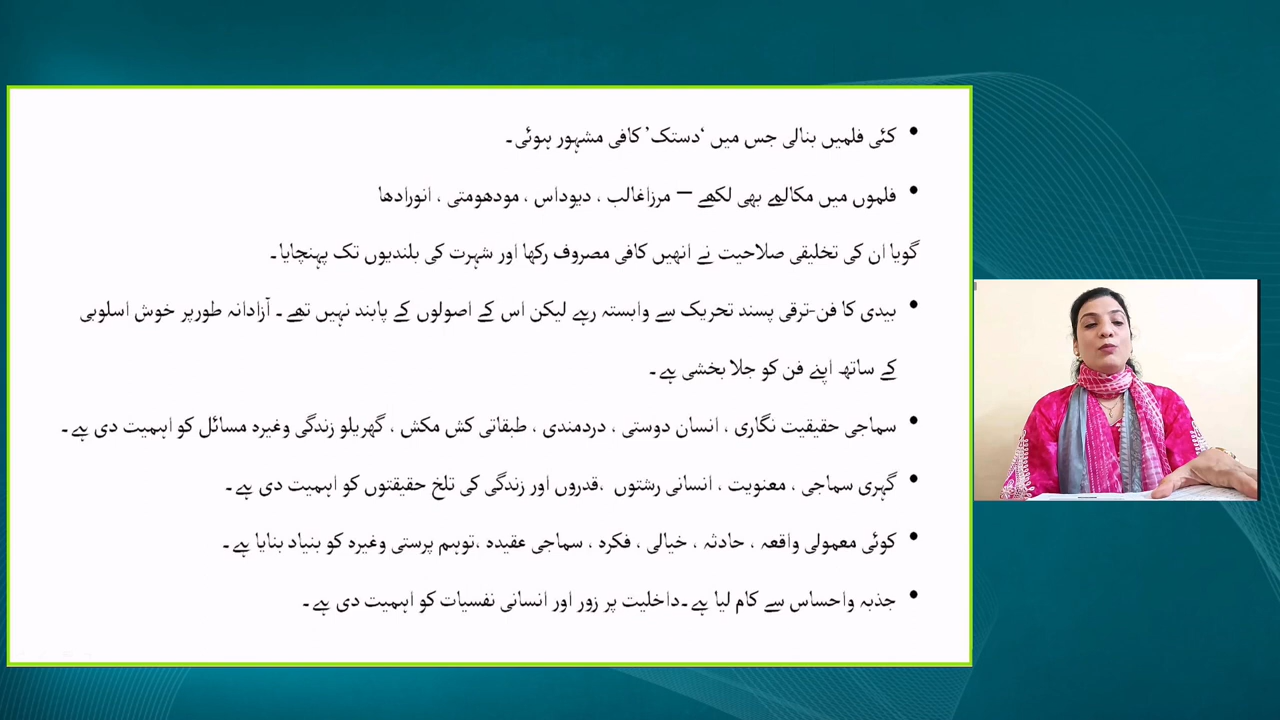 • کئی فلمیں بنالی جس میں ‘دستک’ کافی مشہور ہوئی۔
• فلموں میں مکالمے بھی لکھے – مرزاغالب ، دیوداس ، مودھومتی ، انورادھا
گویا ان کی تخلیقی صلاحیت نے انھیں کافی مصروف رکھا اور شہرت کی بلندیوں تک پہنچایا۔
• بیدی کا فن-ترقی پسند تحریک سے وابستہ رہے لیکن اس کے اصولوں کے پابند نہیں تھے۔ آزادانہ طورپر خوش اسلوبی
کے ساتھ اپنے فن کو جلا بخشی ہے۔
• سماجی حقیقیت نگاری ، انسان دوستی ، دردمندی ، طبقاتی کش مکش ، گھریلو زندگی وغیرہ مسائل کو اہمیت دی ہے۔
• گہری سماجی ، معنویت ، انسانی رشتوں ،قدروں اور زندگی کی تلخ حقیقتوں کو اہمیت دی ہے۔
• کوئی معمولی واقعہ ، حادثہ ، خیالی ، فکرہ ، سماجی عقیدہ ،توہم پرستی وغیرہ کو بنیاد بنایا ہے۔
• جذبہ واحساس سے کام لیا ہے۔داخلیت پر زور اور انسانی نفسیات کو اہمیت دی ہے۔